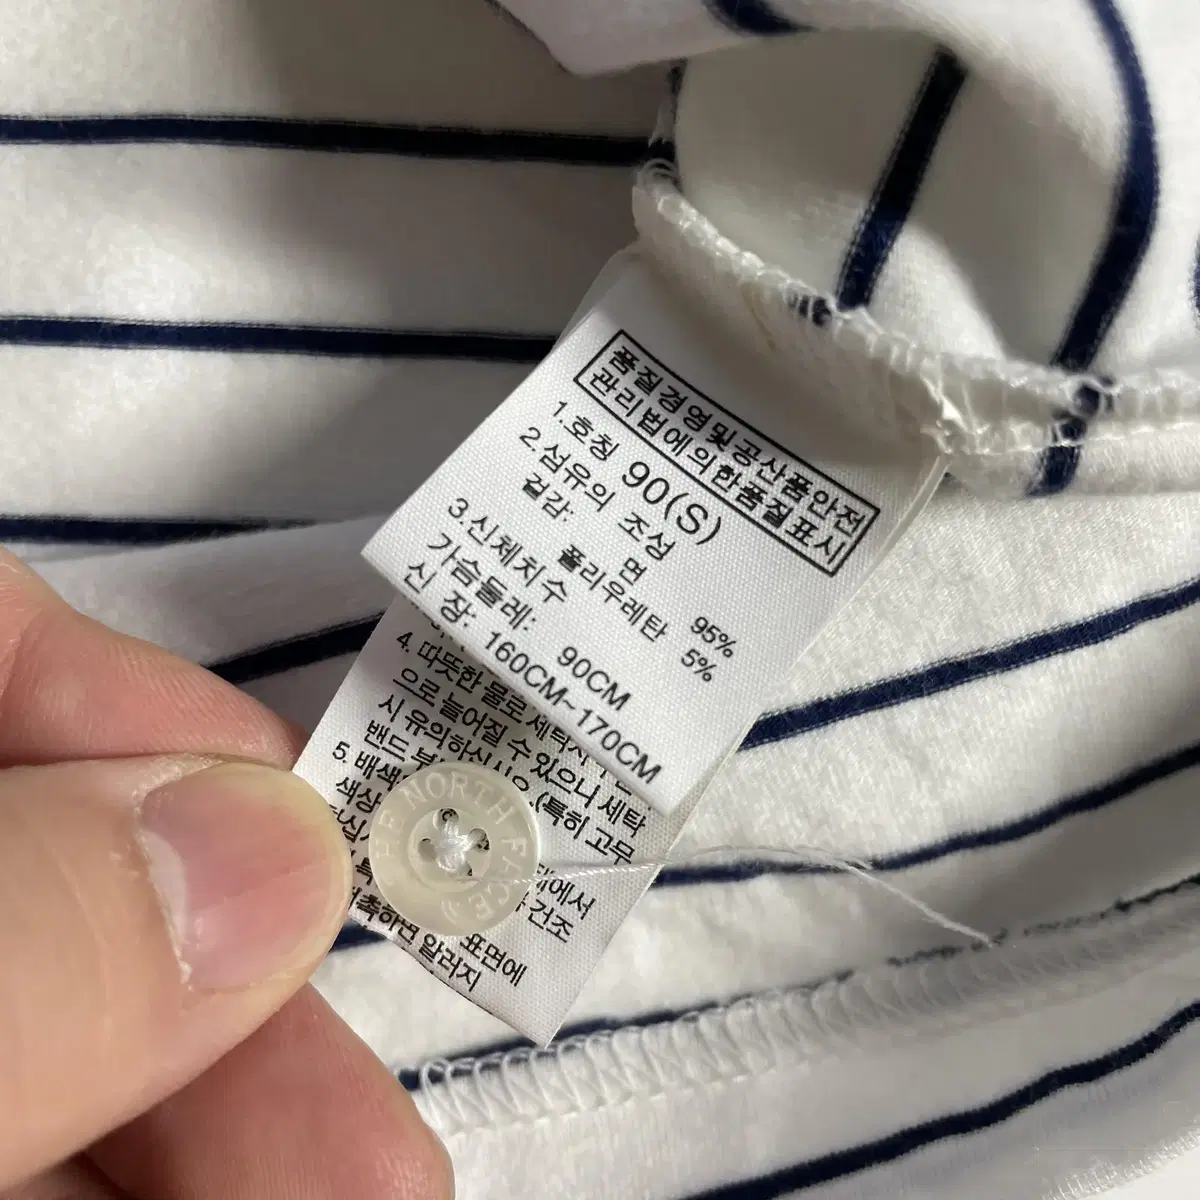 품질경영및공산품안전
관리법에의한품질표시
1.호칭 90(S)
2.섬유의 조성
겉감: 면 95%
폴리우레탄 5%
3.신체치수
가슴둘레: 90CM
신 장: 160CM~170CM
4. 따뜻한 물로 세탁시
으로 늘어질 수 있으니 세탁
시 유의하십시오.(특히 고무
밴드 부
5. 배색
색상
에서
건조
표면에
접촉하면 알러지
THE NORTH FACE